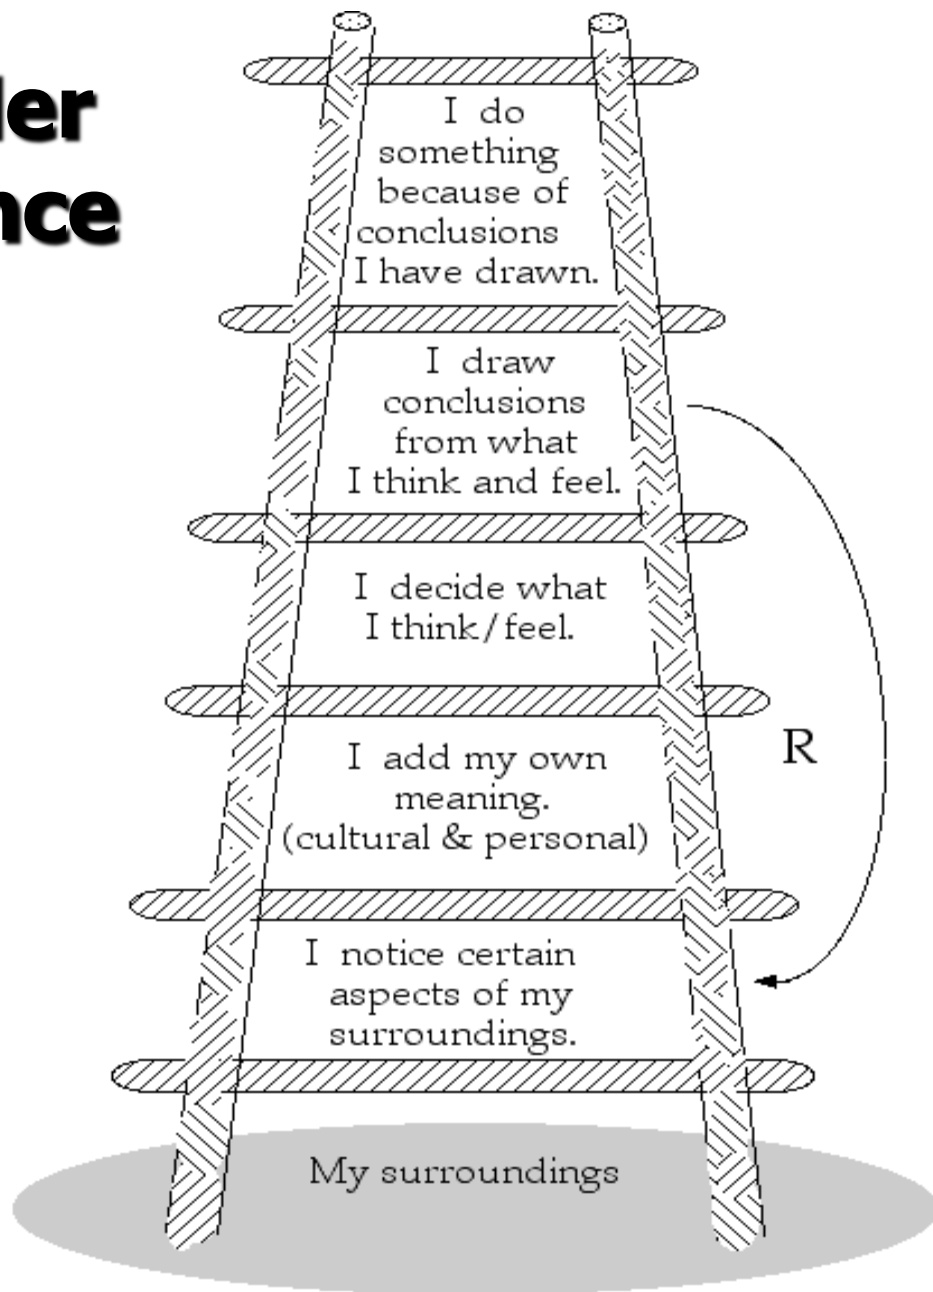 der
nce
I do
something
because of
conclusions
I have drawn.
I draw
conclusions
from what
I think and feel.
I decide what
I think/feel.
R
I add my own
meaning.
(cultural & personal)
I notice certain
aspects of my
surroundings.
My surroundings